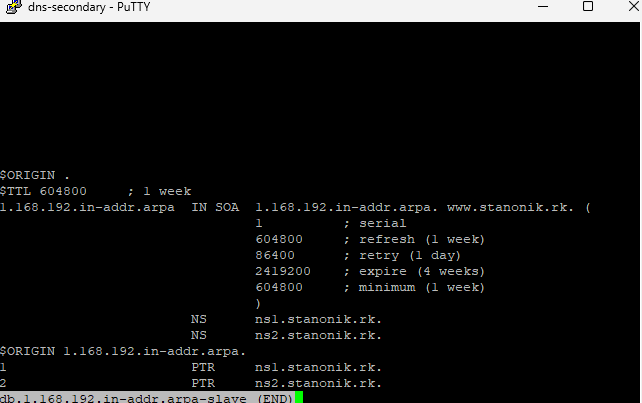 dns-secondary - PuTTY
$ORIGIN .
$TTL 604800 ; 1 week
1.168.192.in-addr.arpa IN SOA 1.168.192.in-addr.arpa. www.stanonik.rk. (
1 ; serial
604800 ; refresh (1 week)
86400 ; retry (1 day)
2419200 ; expire (4 weeks)
604800 ; minimum (1 week)
)
NS ns1.stanonik.rk.
NS ns2.stanonik.rk.
$ORIGIN 1.168.192.in-addr.arpa.
1 PTR ns1.stanonik.rk.
2 PTR ns2.stanonik.rk.
db.1.168.192.in-addr.arpa-slave (END)